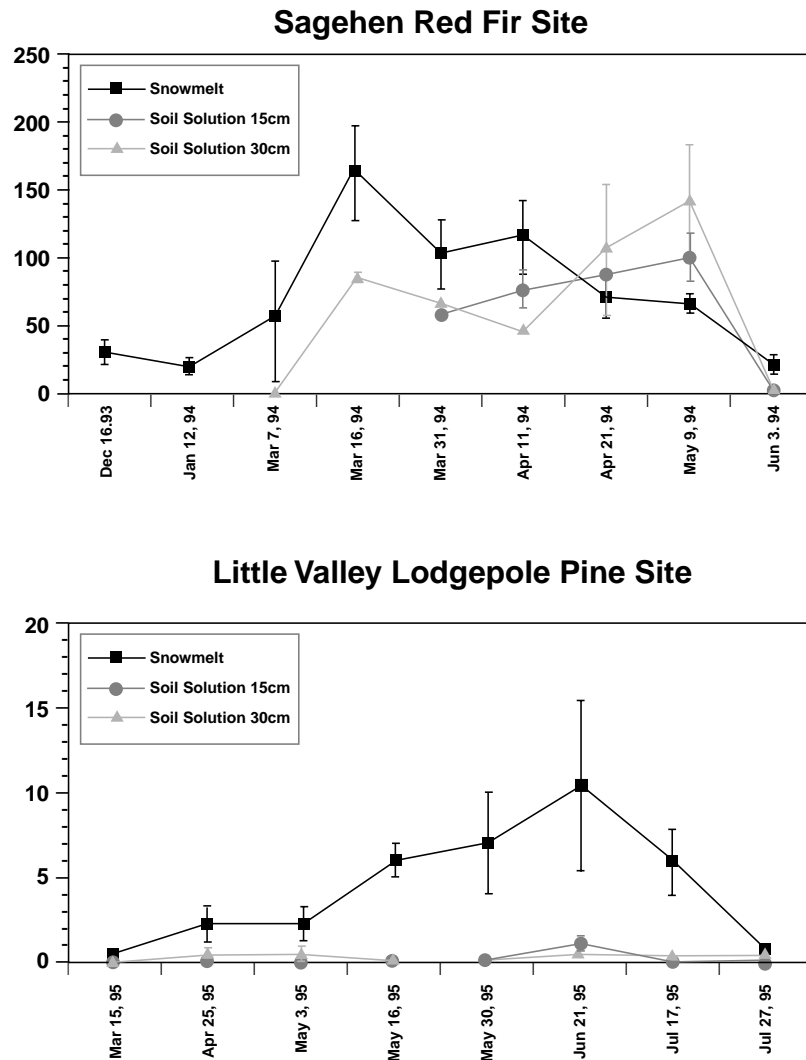 Sagehen Red Fir Site
250
200
150
100
50
0
Snowmelt
Soil Solution 15cm
Soil Solution 30cm
Dec 16.93
Jan 12, 94
Mar 7, 94
Mar 16, 94
Mar 31, 94
Apr 11, 94
Apr 21, 94
May 9, 94
Jun 3. 94
Little Valley Lodgepole Pine Site
20
15
10
5
0
Snowmelt
Soil Solution 15cm
Soil Solution 30cm
Mar 15, 95
Apr 25, 95
May 3, 95
May 16, 95
May 30, 95
Jun 21, 95
Jul 17, 95
Jul 27, 95